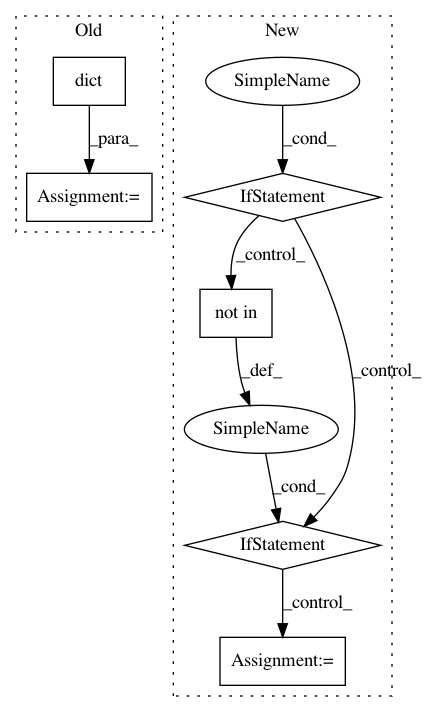 Old
New
dict
SimpleName
_para_
_cond_
Assignment:=
IfStatement
_control_
not in
_control_
_def_
SimpleName
_cond_
IfStatement
_control_
Assignment:=